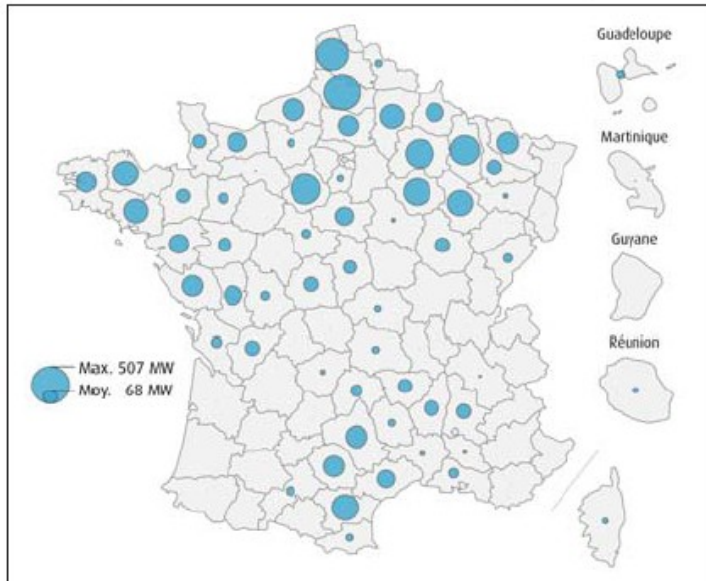 Guadeloupe
Martinique
Guyane
Réunion
Max. 507 MW
Moy. 68 MW